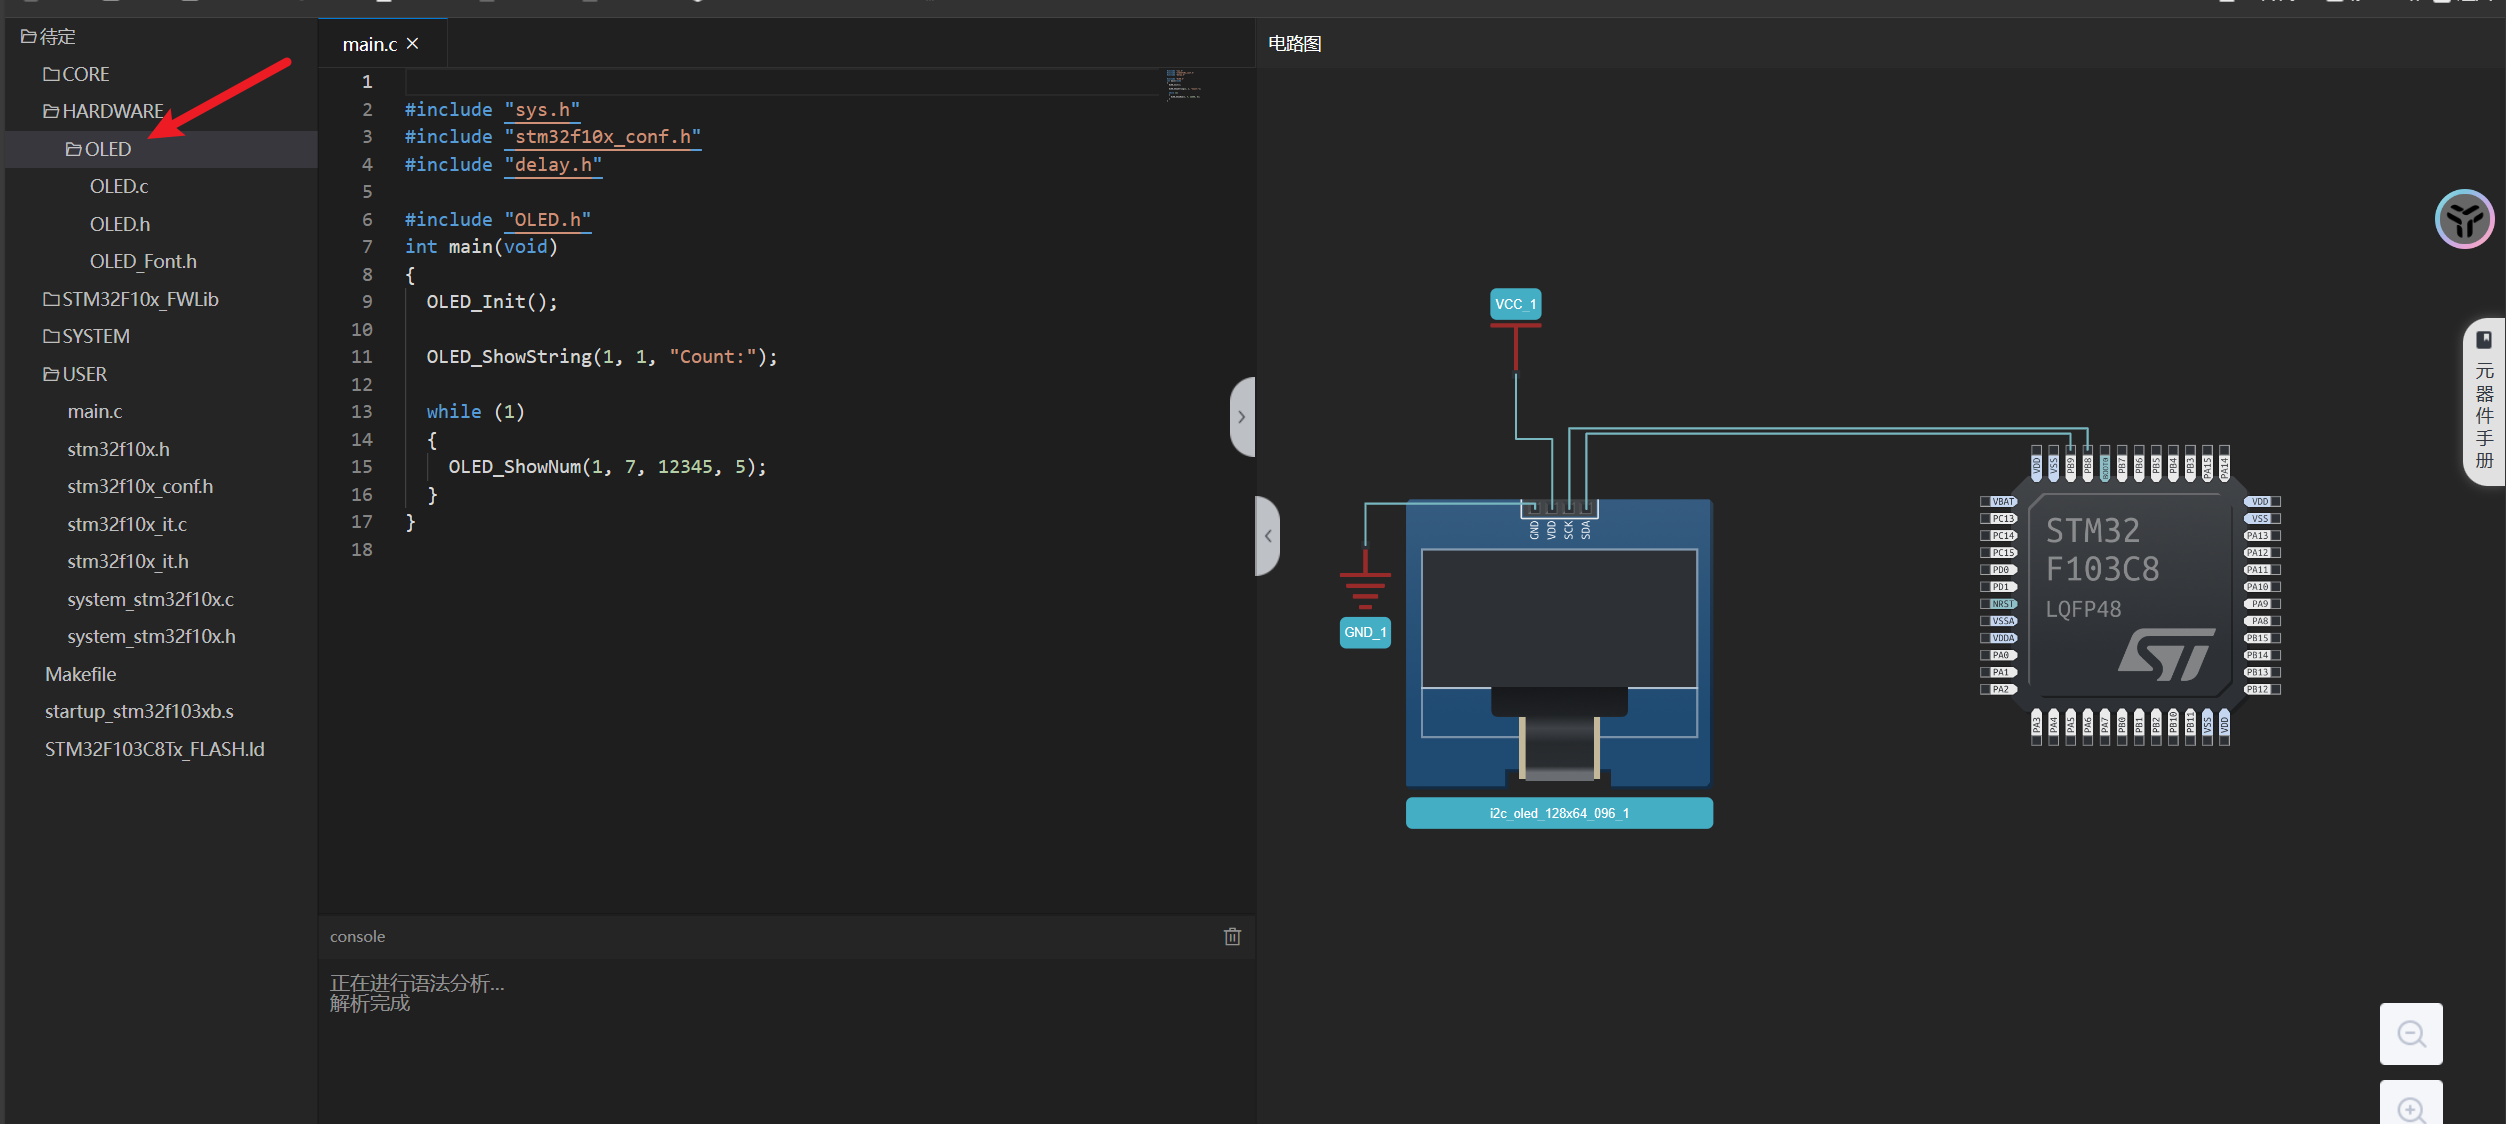 待定
CORE
HARDWARE
OLED
OLED.c
OLED.h
OLED_Font.h
STM32F10x_FWLib
SYSTEM
USER
main.c
stm32f10x.h
stm32f10x_conf.h
stm32f10x_it.c
stm32f10x_it.h
system_stm32f10x.c
system_stm32f10x.h
Makefile
startup_stm32f103xb.s
STM32F103C8Tx_FLASH.ld
main.c
1
2 #include "sys.h"
3 #include "stm32f10x_conf.h"
4 #include "delay.h"
5
6 #include "OLED.h"
7 int main(void)
8 {
9 OLED_Init();
10
11 OLED_ShowString(1, 1, "Count:");
12
13 while (1)
14 {
15 OLED_ShowNum(1, 7, 12345, 5);
16 }
17 }
18
console
正在进行语法分析...
解析完成
电路图
VCC_1
GND_1
GND
VDD
SCK
SDA
i2c_oled_128x64_096_1
VDD
VSS
PB9
PB8
BOOT0
PB7
PB6
PB5
PB4
PB3
PA15
PA14
VBAT
PC13
PC14
PC15
PD0
PD1
NRST
VSSA
VDDA
PA0
PA1
PA2
STM32
F103C8
LQFP48
VDD
VSS
PA13
PA12
PA11
PA10
PA9
PA8
PB15
PB14
PB13
PB12
PA3
PA4
PA5
PA6
PA7
PB0
PB1
PB2
PB10
PB11
VSS
VDD
元器件手册